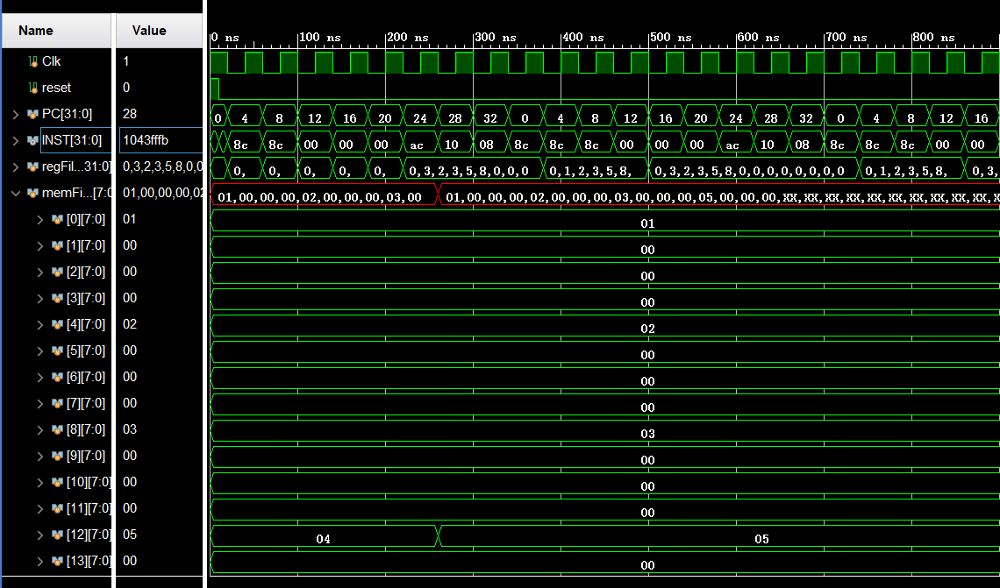 Name Value
0 ns 100 ns 200 ns 300 ns 400 ns 500 ns 600 ns 700 ns 800 ns
Clk 1
reset 0
PC[31:0] 28 0 4 8 12 16 20 24 28 32 0 4 8 12 16 20 24 28 32 0 4 8 12 16
INST[31:0] 1043fffb 8c 8c 00 00 00 ac 10 08 8c 8c 8c 00 00 00 ac 10 08 8c 8c 8c 00 00
regFil...31:0] 0,3,2,3,5,8,0,0 0, 0, 0, 0, 0, 0,3,2,3,5,8,0,0,0 0,1,2,3,5,8, 0,3,2,3,5,8,0,0,0,0,0,0,0,0 0,1,2,3,5,8, 0,3,
memFi...[7:0 01,00,00,00,02 01,00,00,00,02,00,00,00,03,00 01,00,00,00,02,00,00,00,03,00,00,00,05,00,00,00,XX,XX,XX,XX,XX,XX,XX,XX,XX,X
[0][7:0] 01 01
[1][7:0] 00 00
[2][7:0] 00 00
[3][7:0] 00 00
[4][7:0] 02 02
[5][7:0] 00 00
[6][7:0] 00 00
[7][7:0] 00 00
[8][7:0] 03 03
[9][7:0] 00 00
[10][7:0] 00 00
[11][7:0] 00 00
[12][7:0] 05 04 05
[13][7:0] 00 00